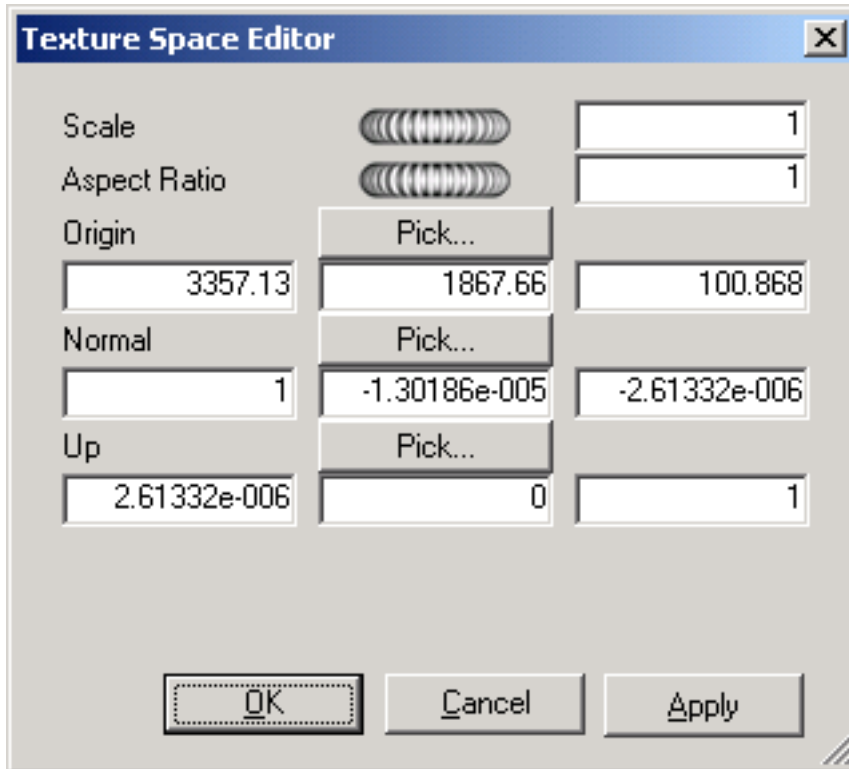 Texture Space Editor
Scale 1
Aspect Ratio 1
Origin Pick...
3357.13 1867.66 100.868
Normal Pick...
1 -1.30186e-005 -2.61332e-006
Up Pick...
2.61332e-006 0 1
OK Cancel Apply